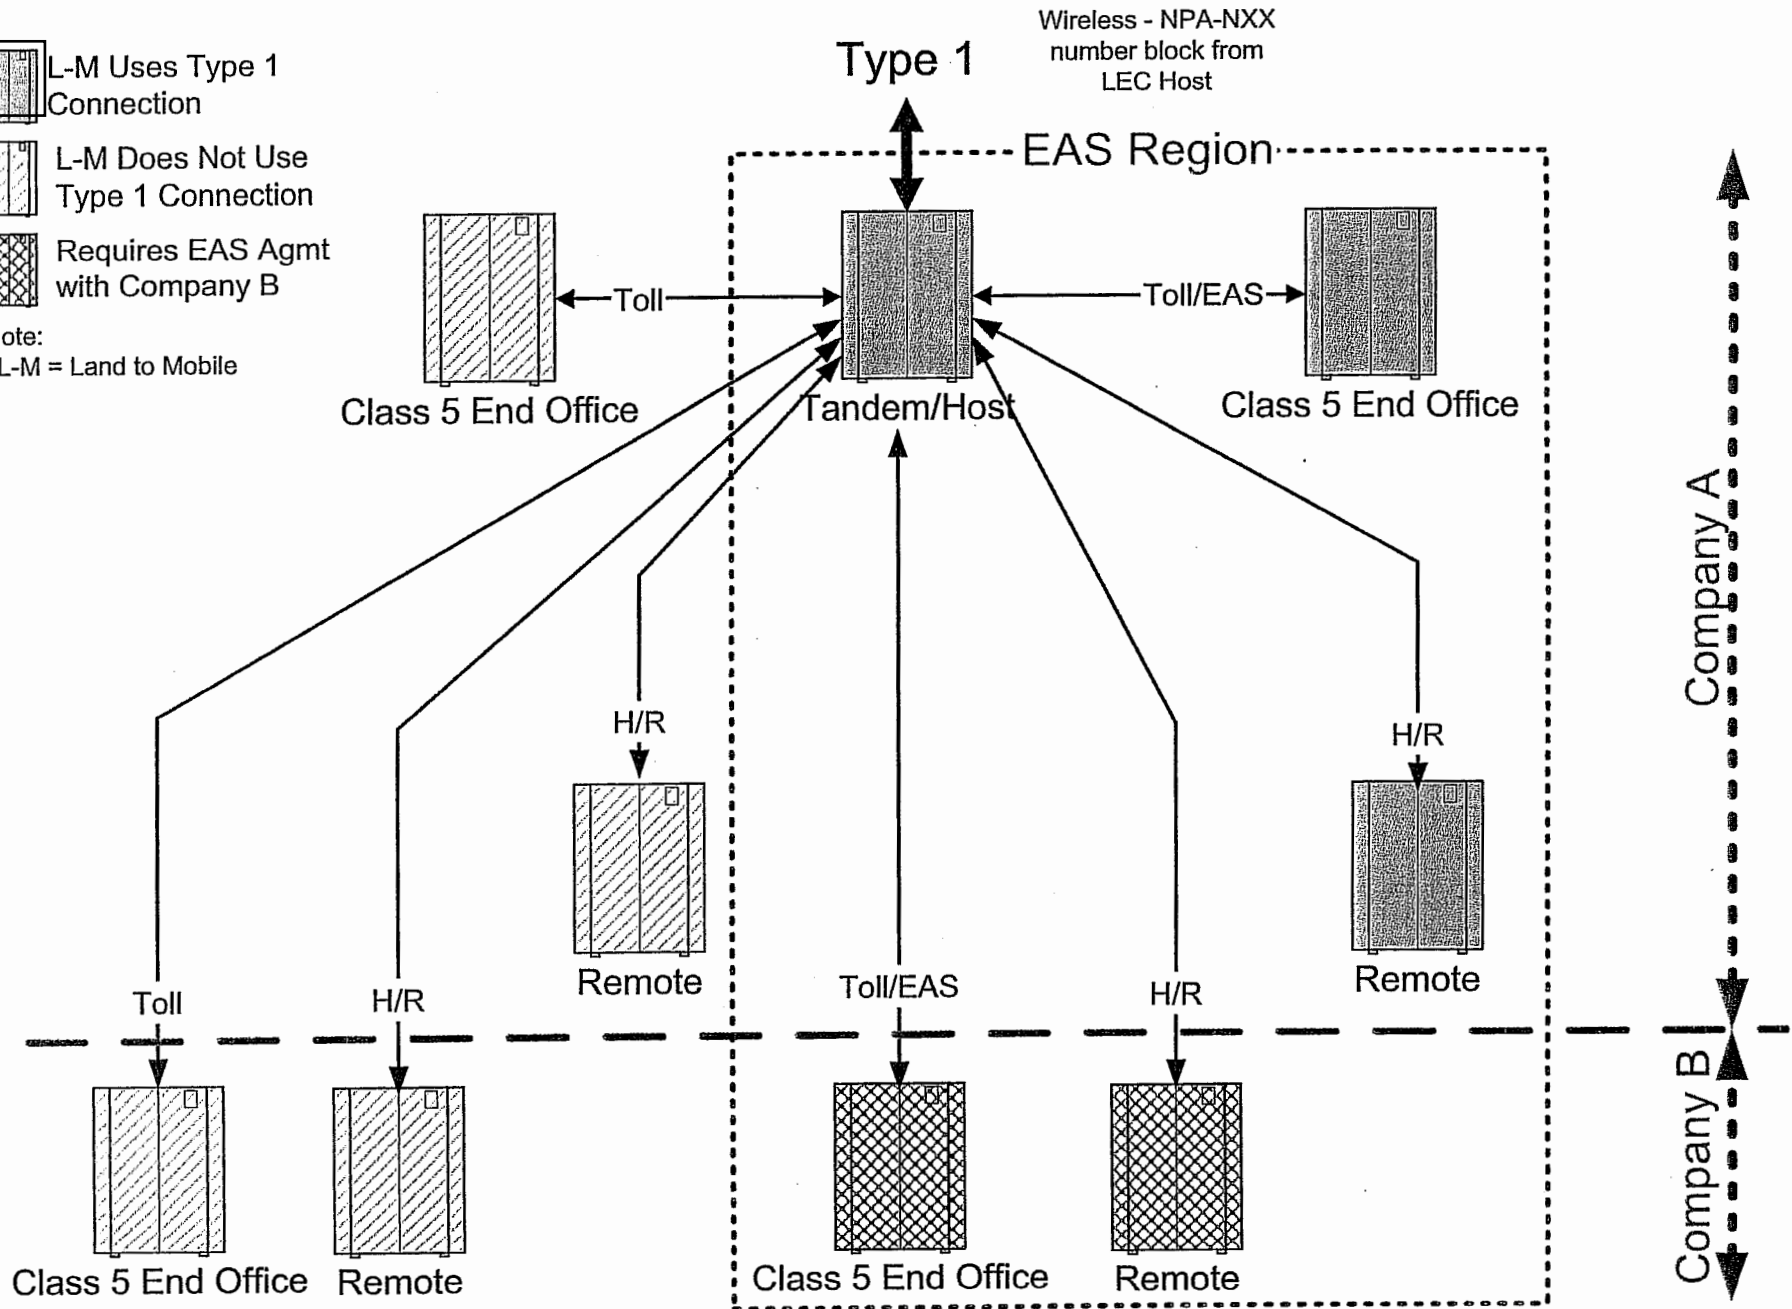 L-M Uses Type 1
Connection
L-M Does Not Use
Type 1 Connection
Requires EAS Agmt
with Company B
ote:
L-M = Land to Mobile
Type 1
Wireless - NPA-NXX
number block from
LEC Host
EAS Region
Toll
Toll/EAS
Class 5 End Office
Tandem/Host
Class 5 End Office
Company A
H/R
H/R
Remote
Remote
Toll
H/R
Toll/EAS
H/R
Company B
Class 5 End Office
Remote
Class 5 End Office
Remote